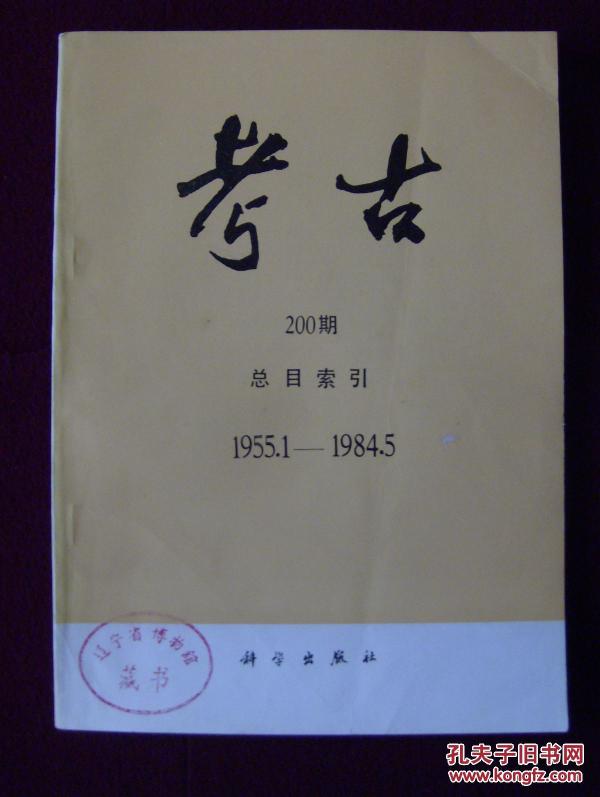 考古
200期
总目索引
1955.1—1984.5
辽宁省博物馆
藏书
科学出版社
孔夫子旧书网
www.kongfz.com